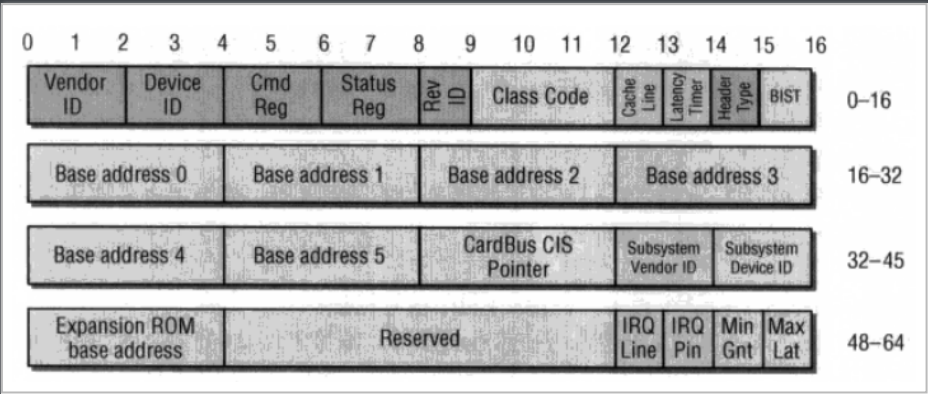 0 1 2 3 4 5 6 7 8 9 10 11 12 13 14 15 16
Vendor ID Device ID Cmd Reg Status Reg Rev ID Class Code Cache Line Latency Timer Header Type BIST 0–16
Base address 0 Base address 1 Base address 2 Base address 3 16–32
Base address 4 Base address 5 CardBus CIS Pointer Subsystem Vendor ID Subsystem Device ID 32–45
Expansion ROM base address Reserved IRQ Line IRQ Pin Min Gnt Max Lat 48–64